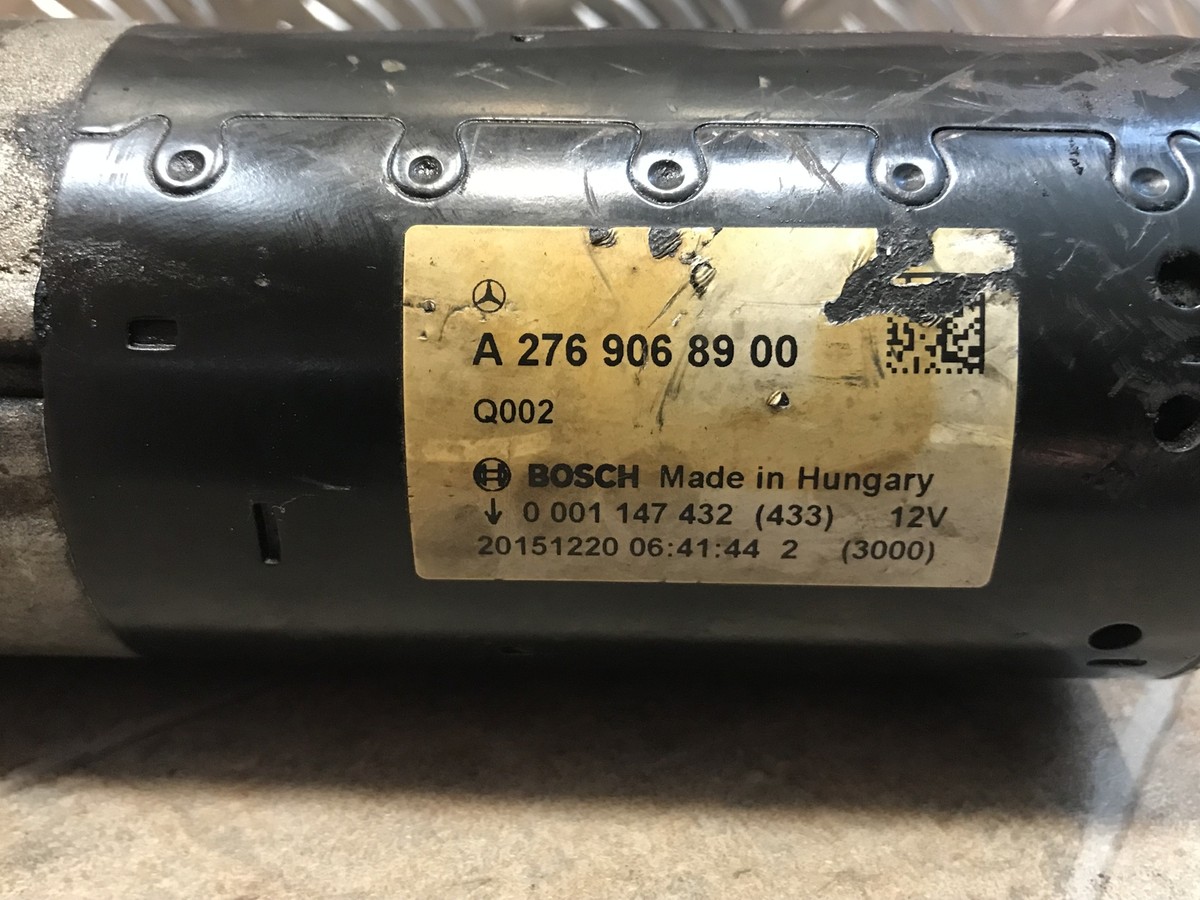 A 276 906 89 00
Q002
BOSCH Made in Hungary
↓ 0 001 147 432 (433) 12V
20151220 06:41:44 2 (3000)